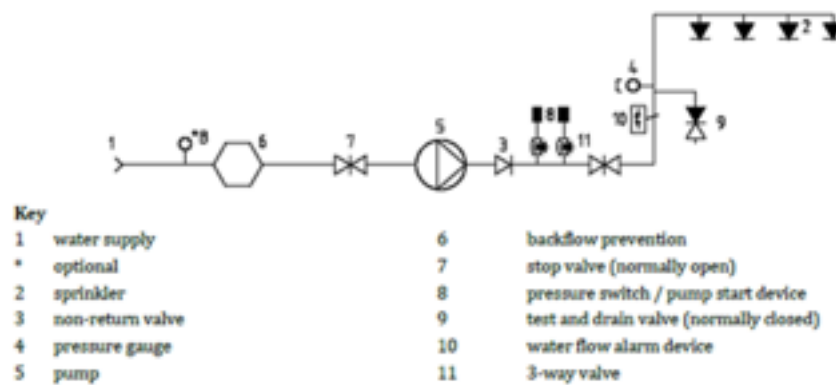 4
2
10
9
1
*8
6
7
5
3
8
11
Key
1 water supply
* optional
2 sprinkler
3 non-return valve
4 pressure gauge
5 pump
6 backflow prevention
7 stop valve (normally open)
8 pressure switch / pump start device
9 test and drain valve (normally closed)
10 water flow alarm device
11 3-way valve